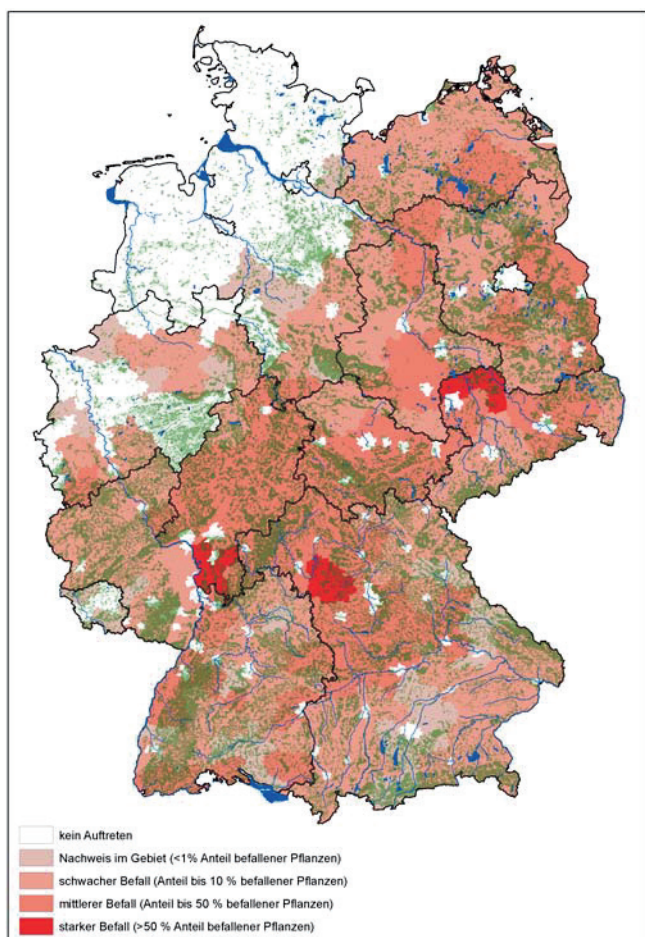 kein Auftreten
Nachweis im Gebiet (<1% Anteil befallener Pflanzen)
schwacher Befall (Anteil bis 10 % befallener Pflanzen)
mittlerer Befall (Anteil bis 50 % befallener Pflanzen)
starker Befall (>50 % Anteil befallener Pflanzen)